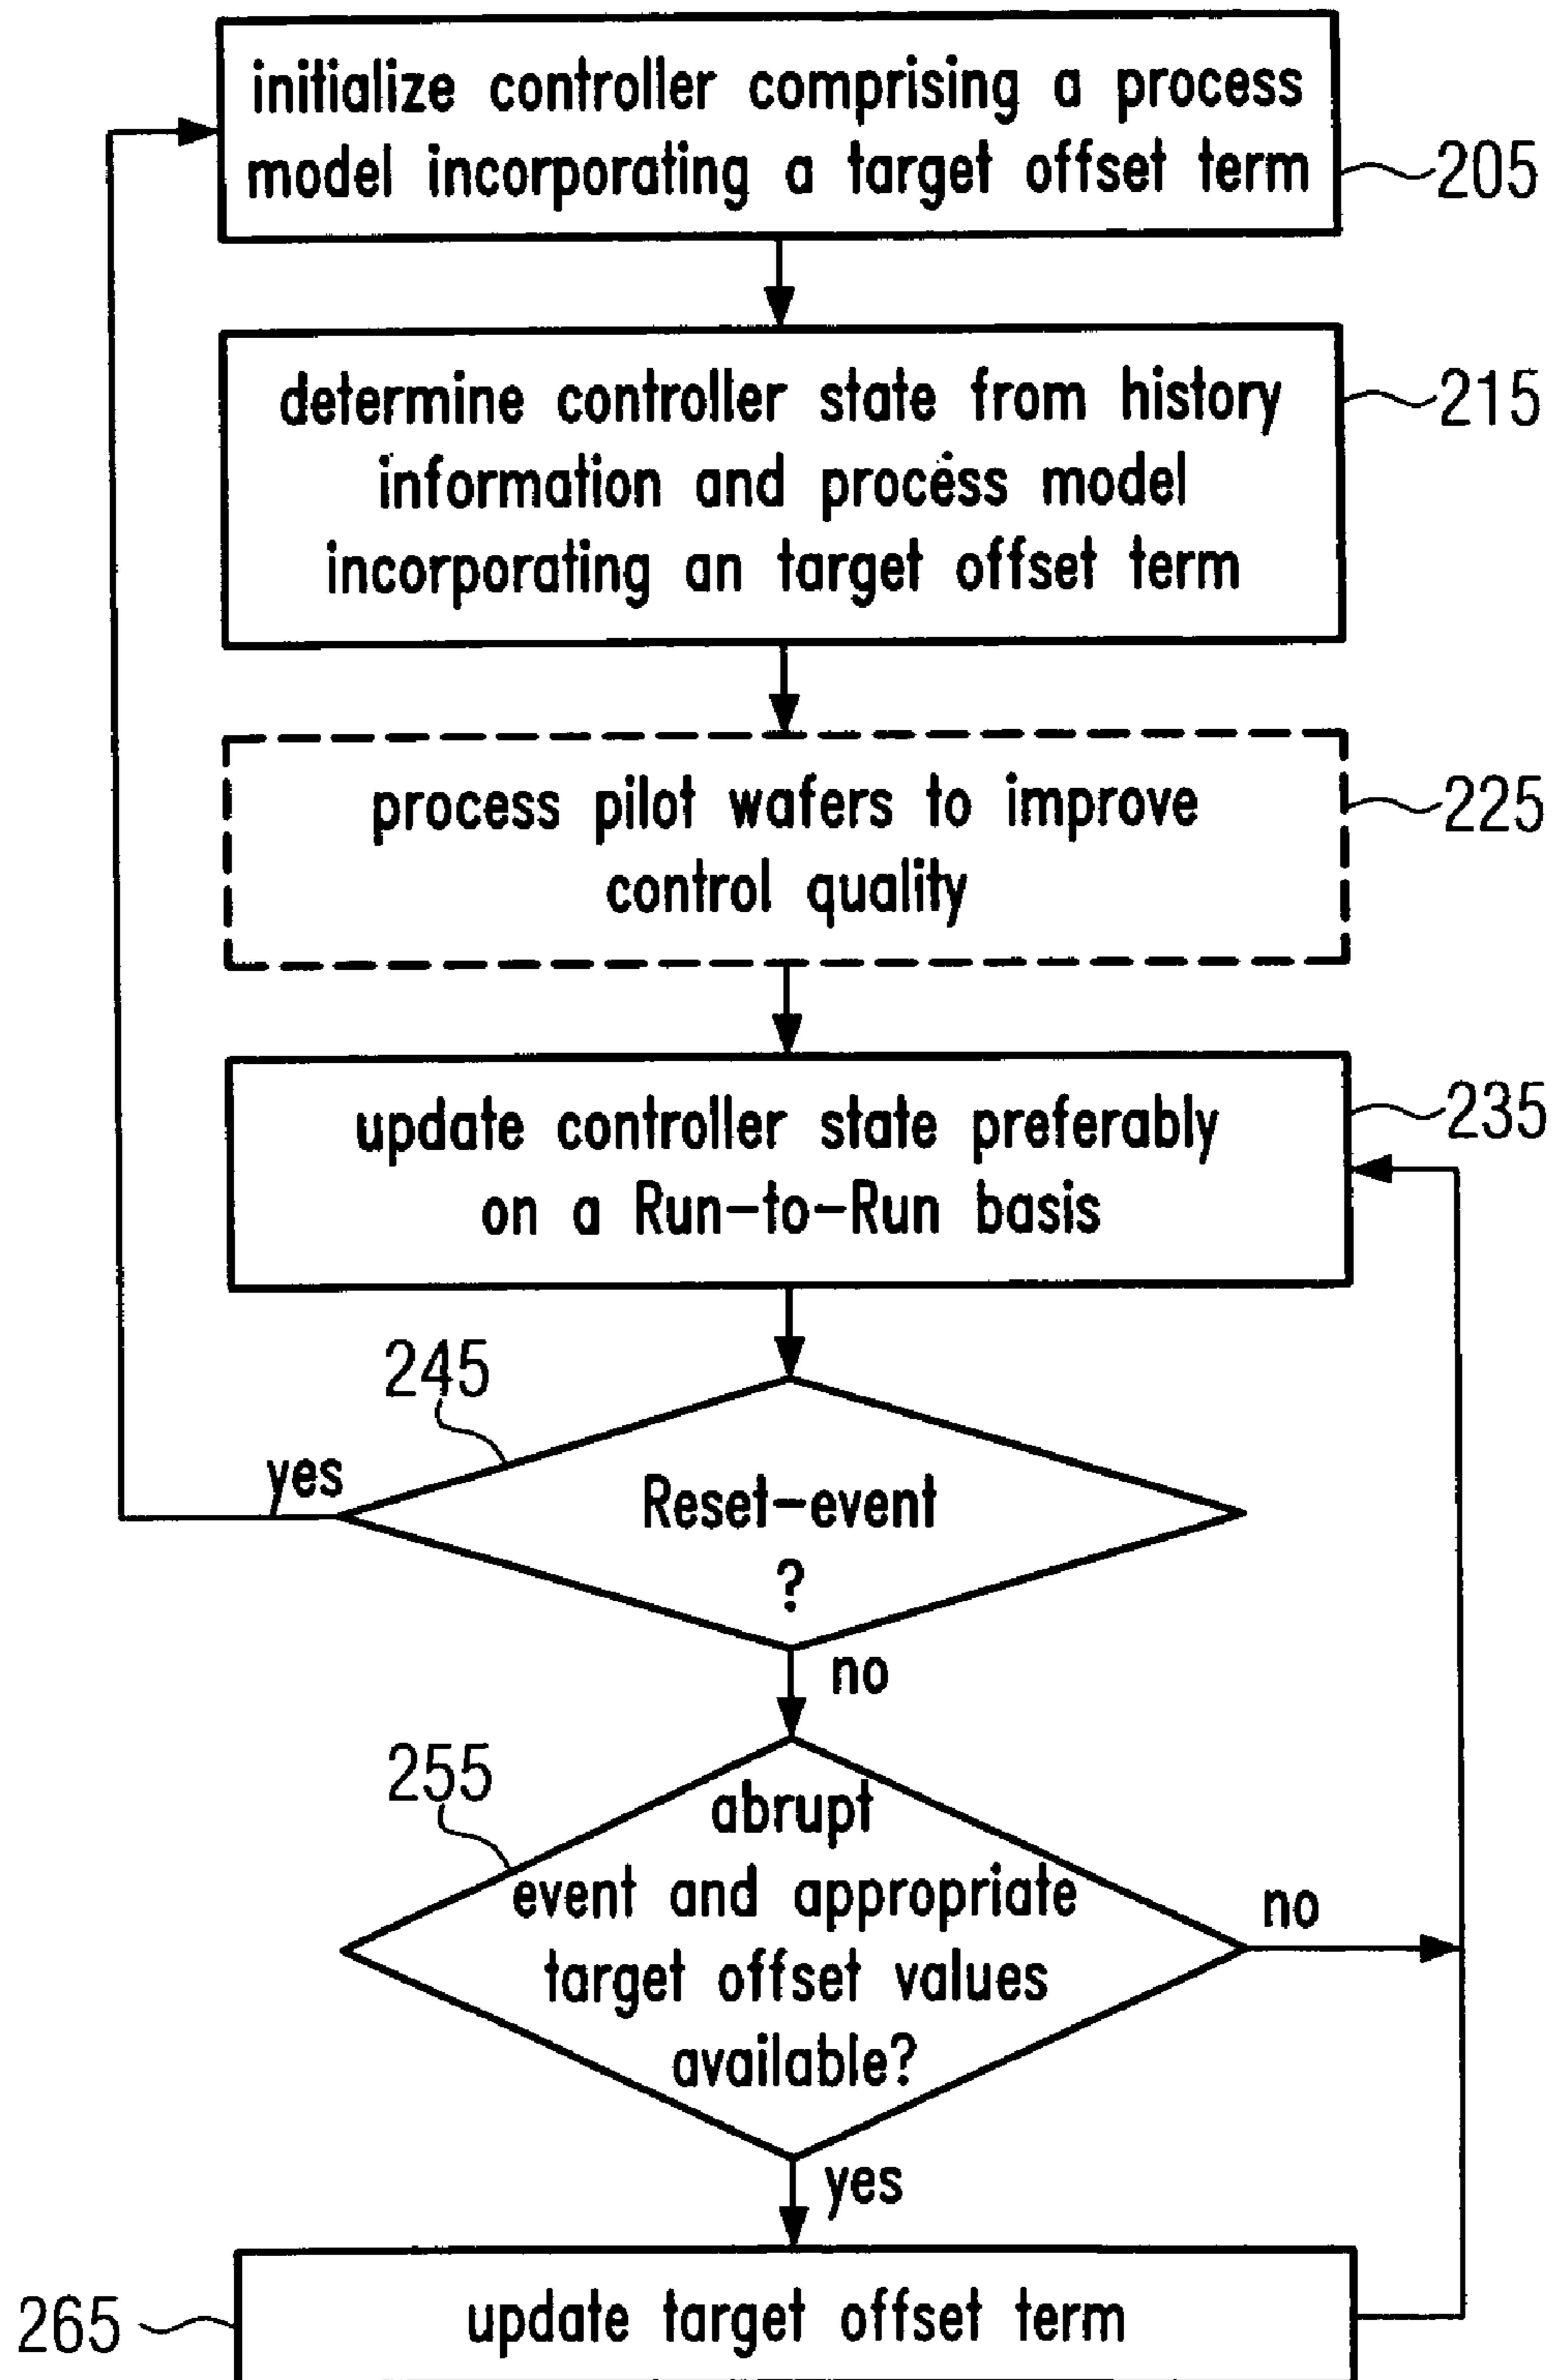 initialize controller comprising a process
model incorporating a target offset term
205
determine controller state from history
information and process model
incorporating an target offset term
215
process pilot wafers to improve
control quality
225
update controller state preferably
on a Run-to-Run basis
235
245
yes
Reset-event
?
no
255
abrupt
event and appropriate
target offset values
available?
no
yes
265
update target offset term